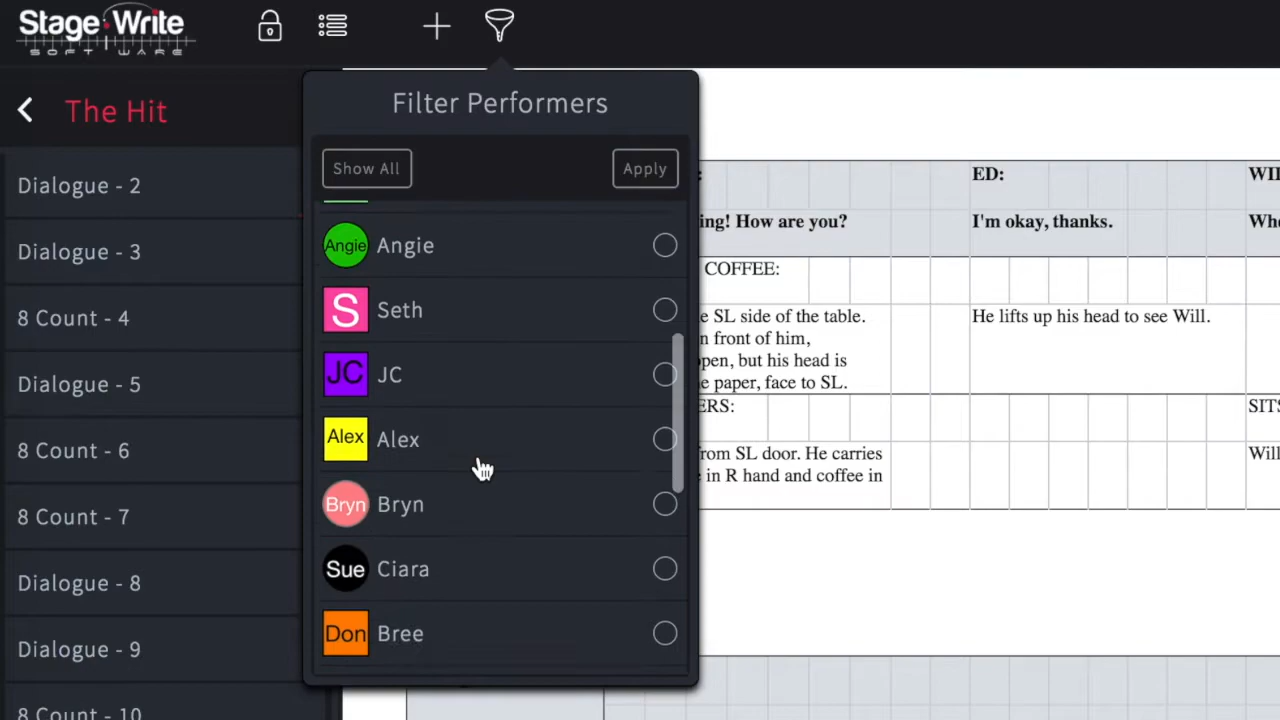 Stage Write
SOFTWARE
The Hit
Dialogue - 2
Dialogue - 3
8 Count - 4
Dialogue - 5
8 Count - 6
8 Count - 7
Dialogue - 8
Dialogue - 9
8 Count - 10
Filter Performers
Show All
Apply
Angie Angie
S Seth
JC JC
Alex Alex
Bryn Bryn
Sue Ciara
Don Bree
: ED:
How are you? I'm okay, thanks.
COFFEE:
SL side of the table. He lifts up his head to see Will.
front of him,
but his head is
paper, face to SL.
from SL door. He carries Will
in R hand and coffee in